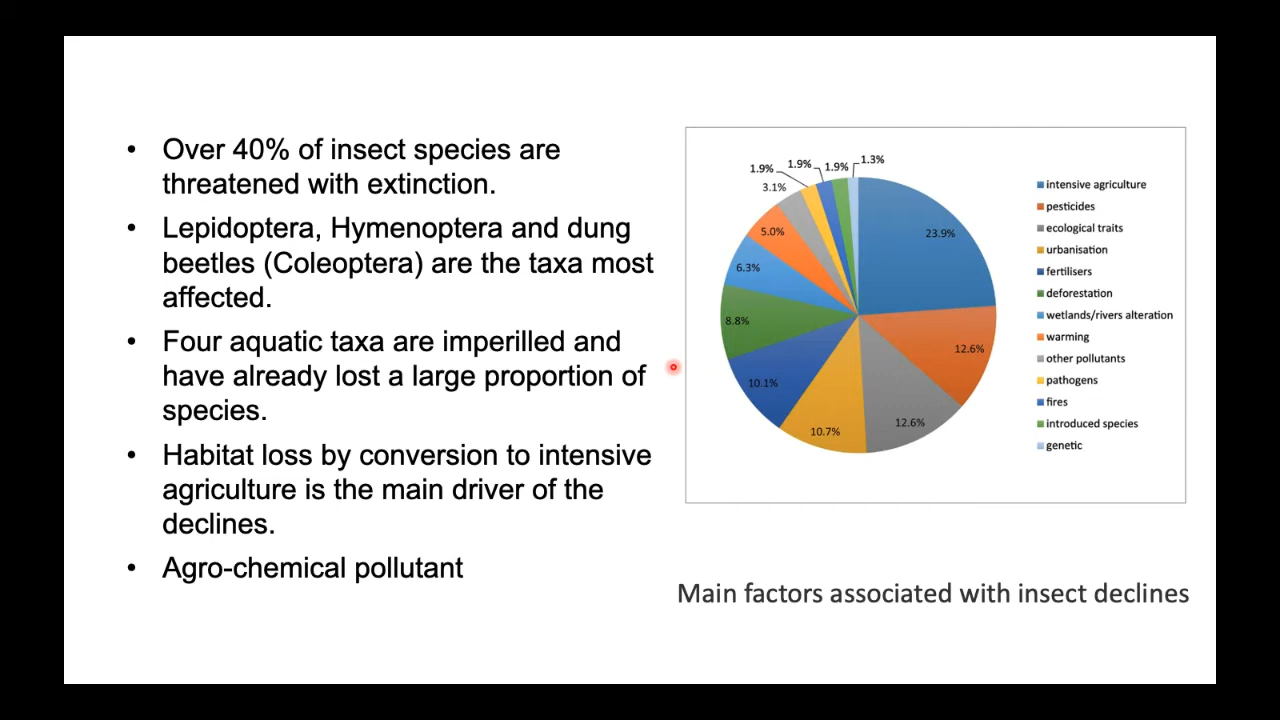 • Over 40% of insect species are
threatened with extinction.
• Lepidoptera, Hymenoptera and dung
beetles (Coleoptera) are the taxa most
affected.
• Four aquatic taxa are imperilled and
have already lost a large proportion of
species.
• Habitat loss by conversion to intensive
agriculture is the main driver of the
declines.
• Agro-chemical pollutant
1.9%
1.9%
1.9%
1.3%
3.1%
5.0%
6.3%
8.8%
10.1%
10.7%
12.6%
12.6%
23.9%
intensive agriculture
pesticides
ecological traits
urbanisation
fertilisers
deforestation
wetlands/rivers alteration
warming
other pollutants
pathogens
fires
introduced species
genetic
Main factors associated with insect declines